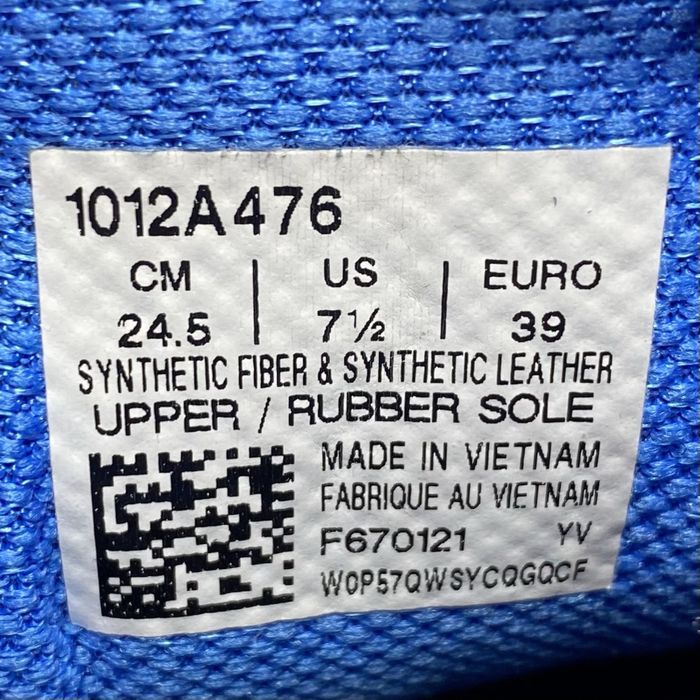 1012A476
CM | US | EURO
24.5 | 7½ | 39
SYNTHETIC FIBER & SYNTHETIC LEATHER
UPPER / RUBBER SOLE
MADE IN VIETNAM
FABRIQUE AU VIETNAM
F670121 YV
W0P57QWSYCQGQCF